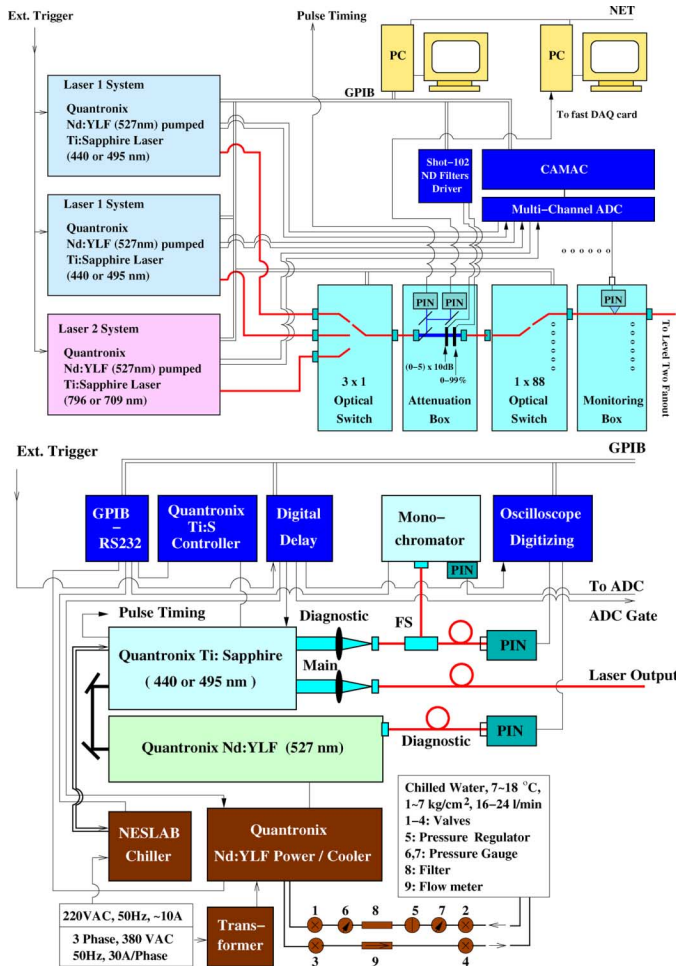 Ext. Trigger
Pulse Timing
NET
PC
PC
GPIB
To fast DAQ card
Laser 1 System
Quantronix
Nd:YLF (527nm) pumped
Ti:Sapphire Laser
(440 or 495 nm)
Shot−102
ND Filters
Driver
CAMAC
Multi−Channel ADC
Laser 1 System
Quantronix
Nd:YLF (527nm) pumped
Ti:Sapphire Laser
(440 or 495 nm)
Laser 2 System
Quantronix
Nd:YLF (527nm) pumped
Ti:Sapphire Laser
(796 or 709 nm)
PIN
PIN
PIN
(0−5) x 10dB
0−99%
3 x 1
Optical
Switch
Attenuation
Box
1 x 88
Optical
Switch
Monitoring
Box
To Level Two Fanout
Ext. Trigger
GPIB
GPIB
−
RS232
Quantronix
Ti:S
Controller
Digital
Delay
Mono−
chromator
Oscilloscope
Digitizing
PIN
To ADC
ADC Gate
Pulse Timing
Diagnostic
FS
PIN
Quantronix Ti: Sapphire
( 440 or 495 nm )
Main
Laser Output
Quantronix Nd:YLF (527 nm)
Diagnostic
PIN
NESLAB
Chiller
Quantronix
Nd:YLF Power / Cooler
Chilled Water, 7~18 °C,
1~7 kg/cm2, 16−24 l/min
1−4: Valves
5: Pressure Regulator
6,7: Pressure Gauge
8: Filter
9: Flow meter
220VAC, 50Hz, ~10A
3 Phase, 380 VAC
50Hz, 30A/Phase
Trans−
former
1 6 8 5 7 2
3 9 4